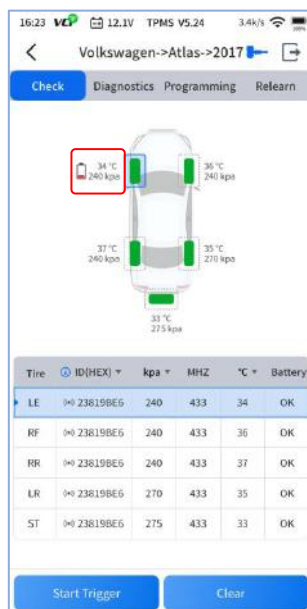 16:23 VCP 12.1V TPMS V5.24 3.4k/s
Volkswagen->Atlas->2017
Check Diagnostics Programming Relearn
34 °C 36 °C
240 kpa 240 kpa
37 °C 35 °C
240 kpa 270 kpa
33 °C
275 kpa
Tire ID(HEX) kpa MHZ °C Battery
LE 23819BE6 240 433 34 OK
RF 23819BE6 240 433 36 OK
RR 23819BE6 240 433 37 OK
LR 23819BE6 270 433 35 OK
ST 23819BE6 275 433 33 OK
Start Trigger Clear